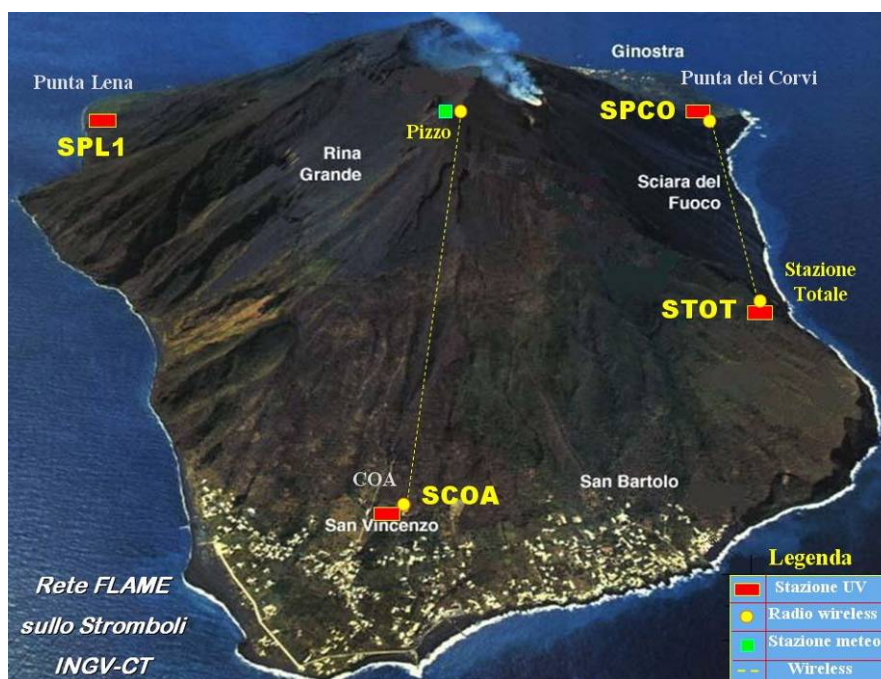 Ginostra
Punta Lena
Punta dei Corvi
SPL1
Pizzo
SPCO
Rina
Grande
Sciara del
Fuoco
Stazione
Totale
STOT
COA
SCOA
San Bartolo
San Vincenzo
Rete FLAME
sullo Stromboli
INGV-CT
Legenda
Stazione UV
Radio wireless
Stazione meteo
Wireless